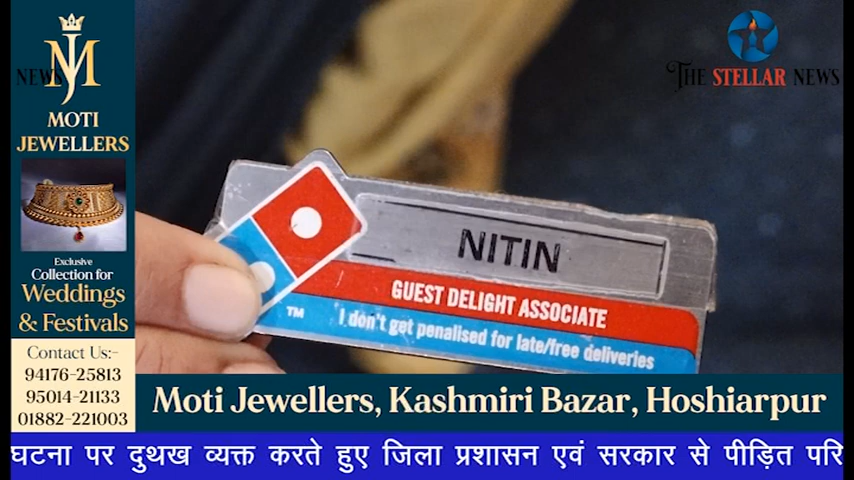 JM
NEWS
MOTI
JEWELLERS
Exclusive
Collection for
Weddings
& Festivals
Contact Us:-
94176-25813
95014-21133
01882-221003
THE STELLAR NEWS
NITIN
GUEST DELIGHT ASSOCIATE
TM
I don't get penalised for late/free deliveries
Moti Jewellers, Kashmiri Bazar, Hoshiarpur
घटना पर दुथख व्यक्त करते हुए जिला प्रशासन एवं सरकार से पीड़ित परि